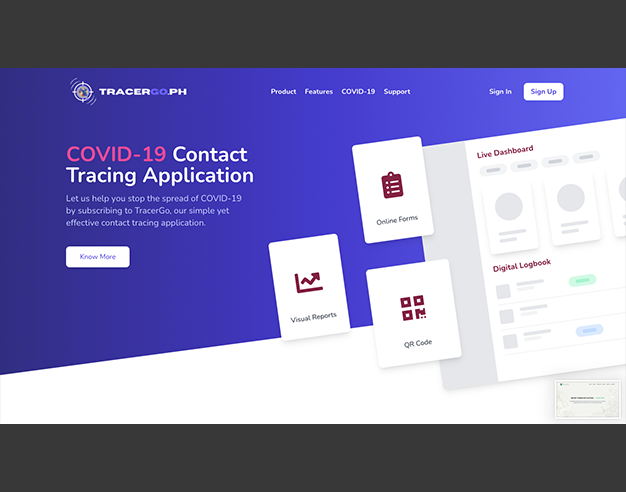 TRACERGO.PH
Product Features COVID-19 Support
Sign In Sign Up
COVID-19 Contact
Tracing Application
Let us help you stop the spread of COVID-19
by subscribing to TracerGo, our simple yet
effective contact tracing application.
Know More
Live Dashboard
Online Forms
Digital Logbook
Visual Reports
QR Code